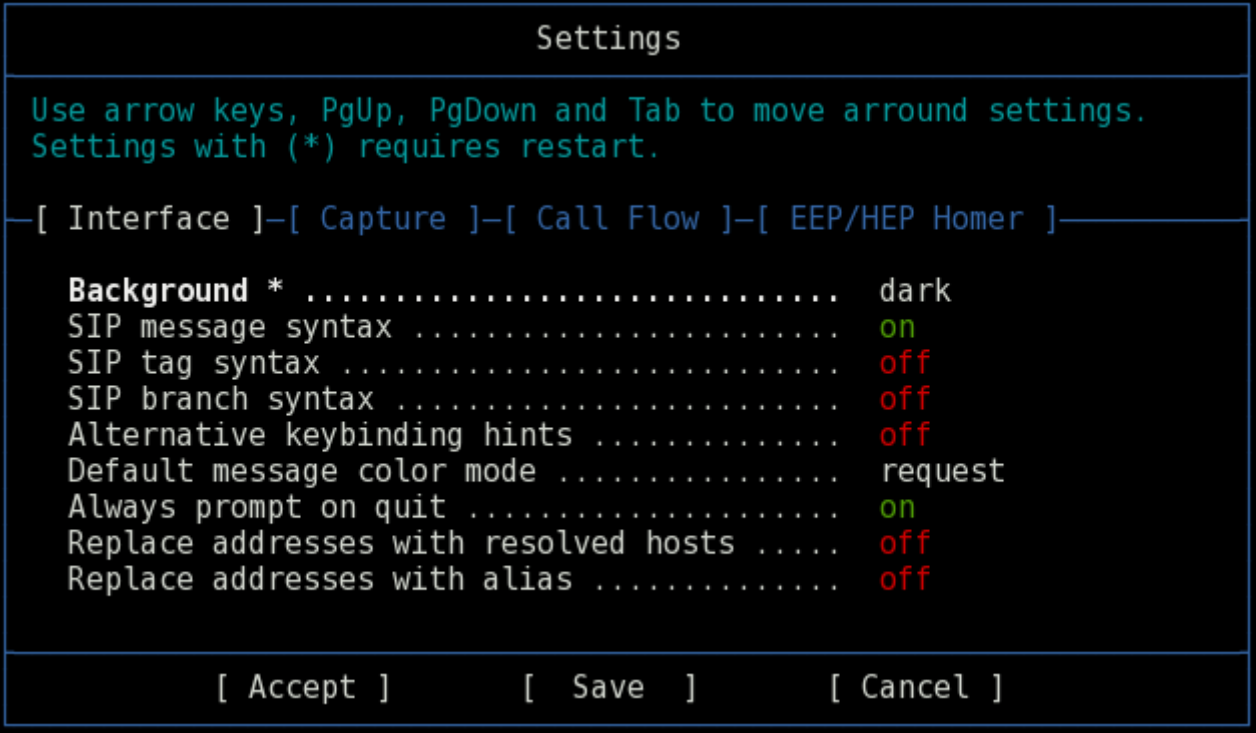 Settings
Use arrow keys, PgUp, PgDown and Tab to move arround settings.
Settings with (*) requires restart.
[ Interface ]—[ Capture ]—[ Call Flow ]—[ EEP/HEP Homer ]
Background * .............................. dark
SIP message syntax ........................ on
SIP tag syntax ............................ off
SIP branch syntax ......................... off
Alternative keybinding hints .............. off
Default message color mode ................ request
Always prompt on quit ..................... on
Replace addresses with resolved hosts ..... off
Replace addresses with alias .............. off
[ Accept ] [ Save ] [ Cancel ]